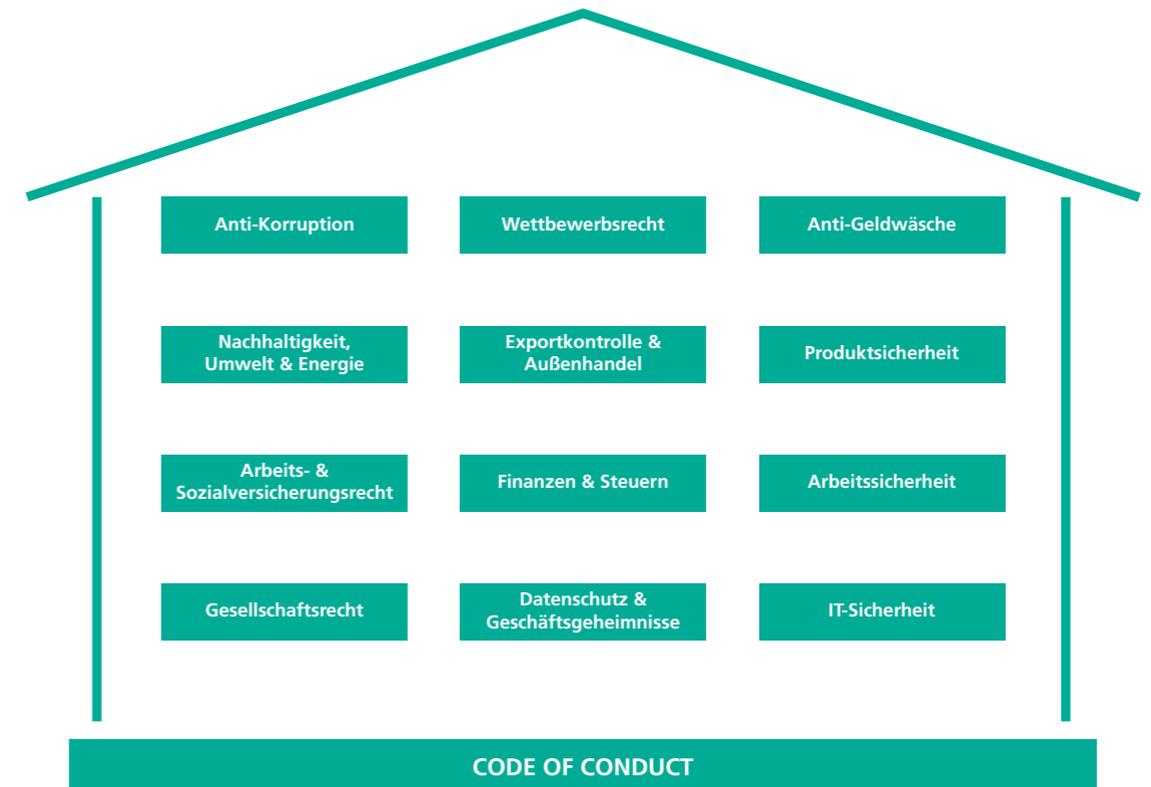 Anti-Korruption
Wettbewerbsrecht
Anti-Geldwäsche
Nachhaltigkeit,
Umwelt & Energie
Exportkontrolle &
Außenhandel
Produktsicherheit
Arbeits- &
Sozialversicherungsrecht
Finanzen & Steuern
Arbeitssicherheit
Gesellschaftsrecht
Datenschutz &
Geschäftsgeheimnisse
IT-Sicherheit
CODE OF CONDUCT